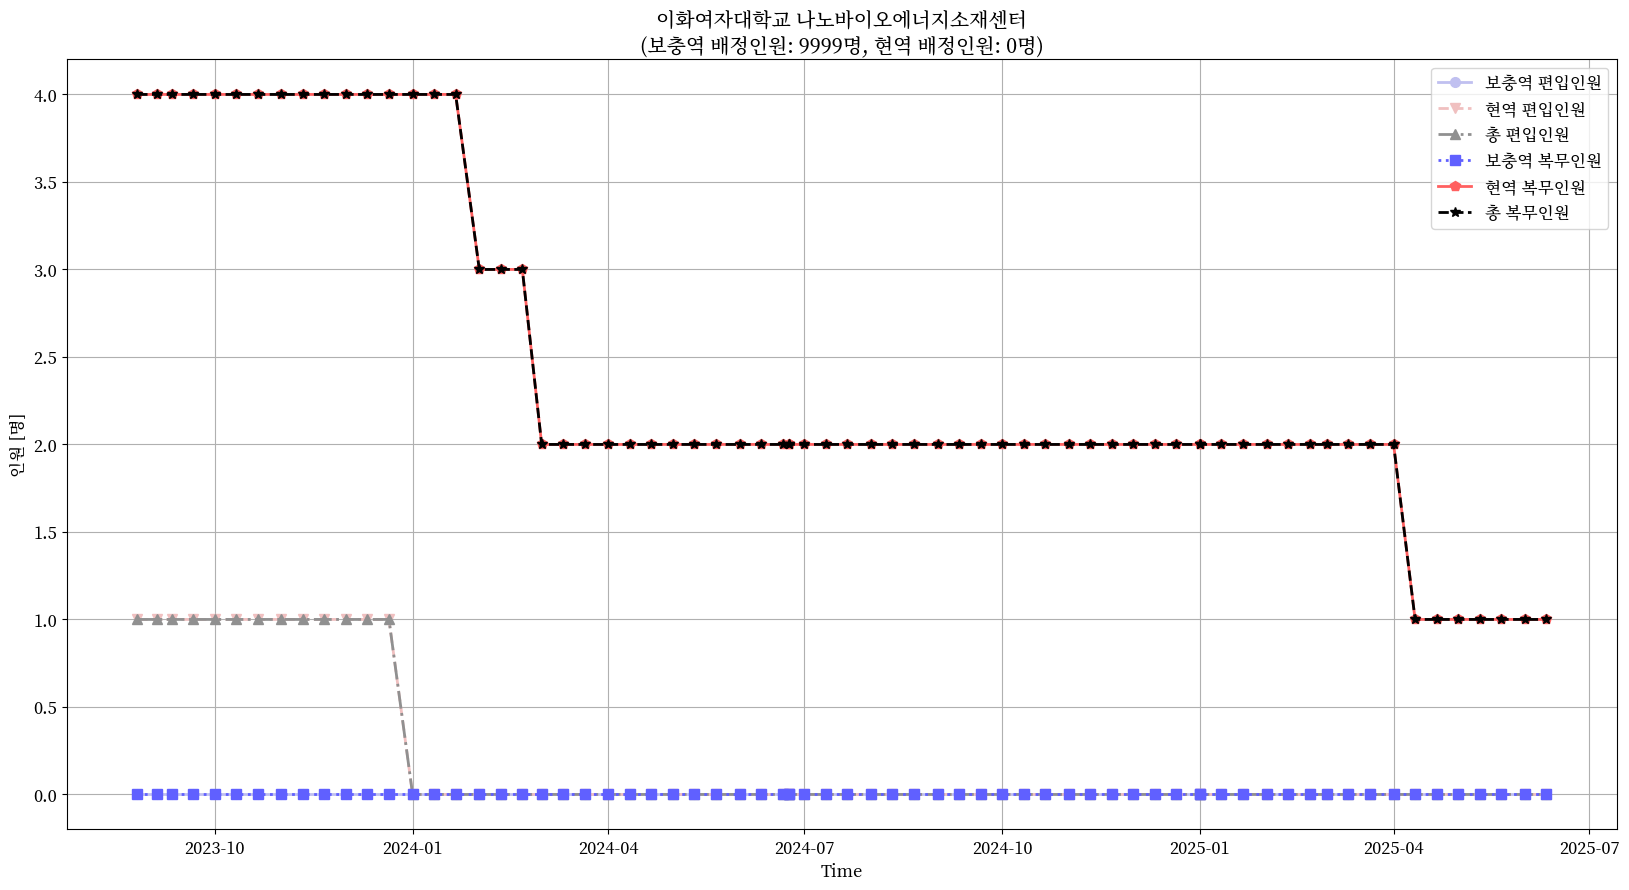 이화여자대학교 나노바이오에너지소재센터
(보충역 배정인원: 9999명, 현역 배정인원: 0명)
보충역 편입인원
현역 편입인원
총 편입인원
보충역 복무인원
현역 복무인원
총 복무인원
인원 [명]
4.0
3.5
3.0
2.5
2.0
1.5
1.0
0.5
0.0
2023-10
2024-01
2024-04
2024-07
2024-10
2025-01
2025-04
2025-07
Time